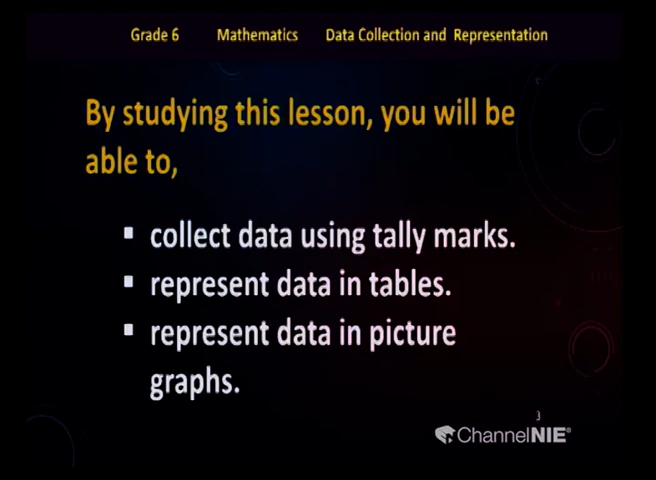 Grade 6 Mathematics Data Collection and Representation
By studying this lesson, you will be
able to,
▪ collect data using tally marks.
▪ represent data in tables.
▪ represent data in picture
graphs.
3
ChannelNIE®